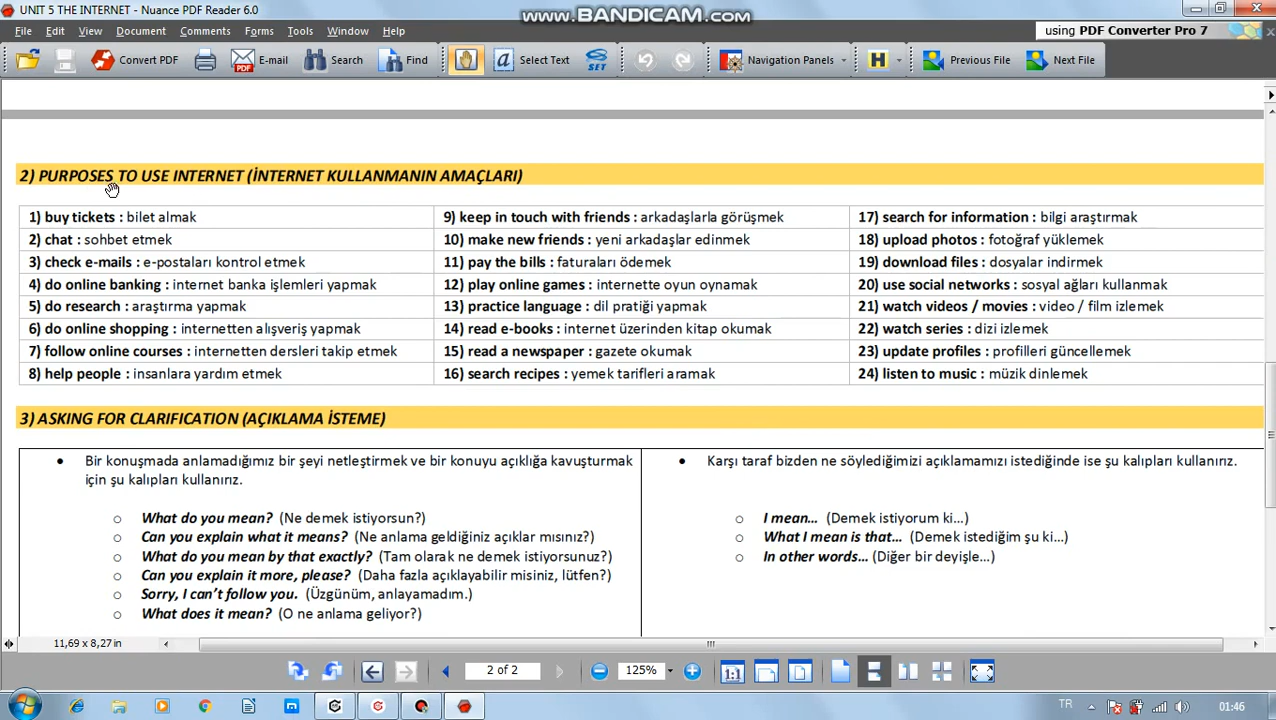 UNIT 5 THE INTERNET - Nuance PDF Reader 6.0
www.BANDICAM.com
File Edit View Document Comments Forms Tools Window Help
using PDF Converter Pro 7
Convert PDF E-mail Search Find Select Text SET Navigation Panels H Previous File Next File
2) PURPOSES TO USE INTERNET (İNTERNET KULLANMANIN AMAÇLARI)
1) buy tickets : bilet almak
2) chat : sohbet etmek
3) check e-mails : e-postaları kontrol etmek
4) do online banking : internet banka işlemleri yapmak
5) do research : araştırma yapmak
6) do online shopping : internetten alışveriş yapmak
7) follow online courses : internetten dersleri takip etmek
8) help people : insanlara yardım etmek
9) keep in touch with friends : arkadaşlarla görüşmek
10) make new friends : yeni arkadaşlar edinmek
11) pay the bills : faturaları ödemek
12) play online games : internette oyun oynamak
13) practice language : dil pratiği yapmak
14) read e-books : internet üzerinden kitap okumak
15) read a newspaper : gazete okumak
16) search recipes : yemek tarifleri aramak
17) search for information : bilgi araştırmak
18) upload photos : fotoğraf yüklemek
19) download files : dosyalar indirmek
20) use social networks : sosyal ağları kullanmak
21) watch videos / movies : video / film izlemek
22) watch series : dizi izlemek
23) update profiles : profilleri güncellemek
24) listen to music : müzik dinlemek
3) ASKING FOR CLARIFICATION (AÇIKLAMA İSTEME)
• Bir konuşmada anlamadığımız bir şeyi netleştirmek ve bir konuyu açıklığa kavuşturmak
için şu kalıpları kullanırız.
o What do you mean? (Ne demek istiyorsun?)
o Can you explain what it means? (Ne anlama geldiğiniz açıklar mısınız?)
o What do you mean by that exactly? (Tam olarak ne demek istiyorsunuz?)
o Can you explain it more, please? (Daha fazla açıklayabilir misiniz, lütfen?)
o Sorry, I can't follow you. (Üzgünüm, anlayamadım.)
o What does it mean? (O ne anlama geliyor?)
• Karşı taraf bizden ne söylediğimizi açıklamamızı istediğinde ise şu kalıpları kullanırız.
o I mean... (Demek istiyorum ki...)
o What I mean is that... (Demek istediğim şu ki...)
o In other words... (Diğer bir deyişle...)
11,69 x 8,27 in
2 of 2 125% 1:1
TR 01:46